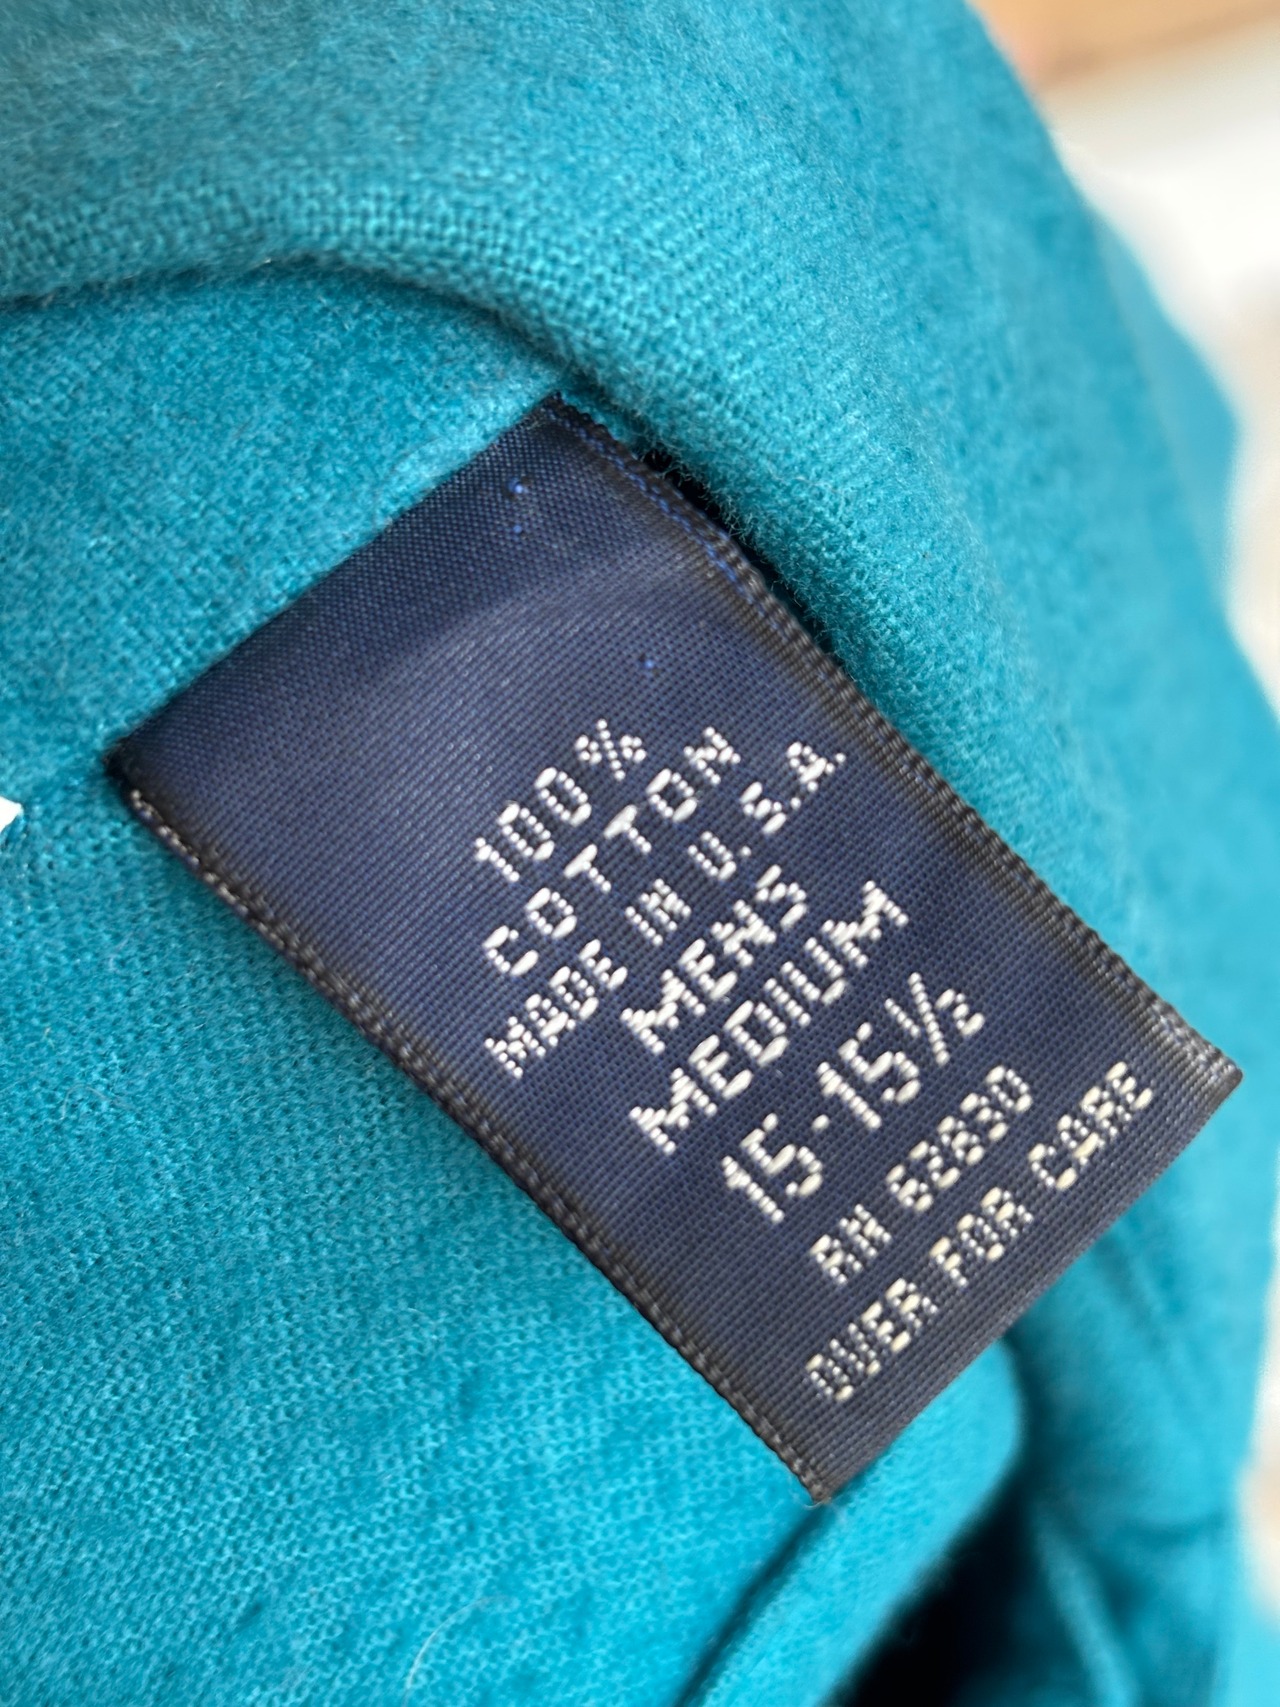 100%
COTTON
MADE IN U.S.A.
MENS
MEDIUM
15-15½
RN 62830
OVER FOR CARE